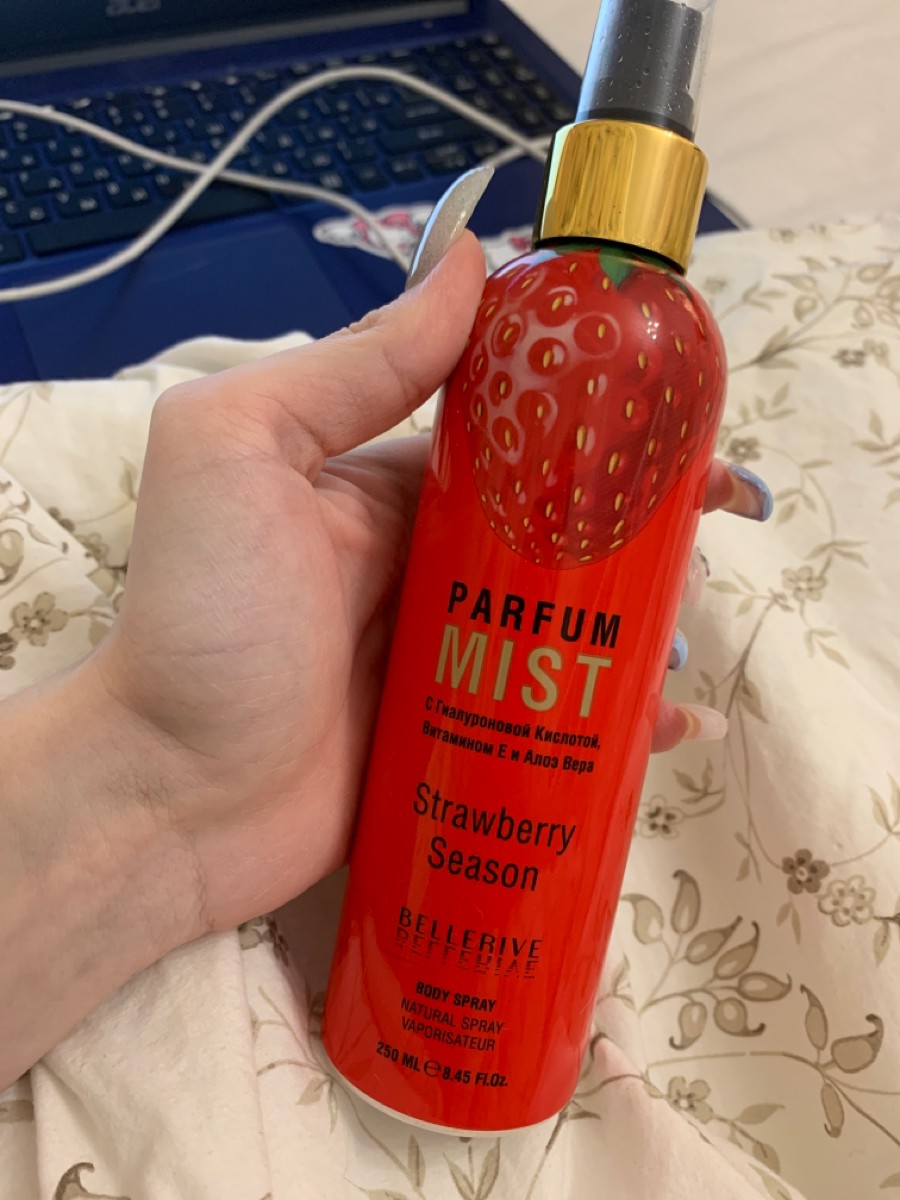 acer
PARFUM
MIST
С Гиалуроновой Кислотой,
Витамином Е и Алоэ Вера
Strawberry
Season
BELLERIVE
BODY SPRAY
NATURAL SPRAY
VAPORISATEUR
250 ML ℮ 8.45 Fl.Oz.